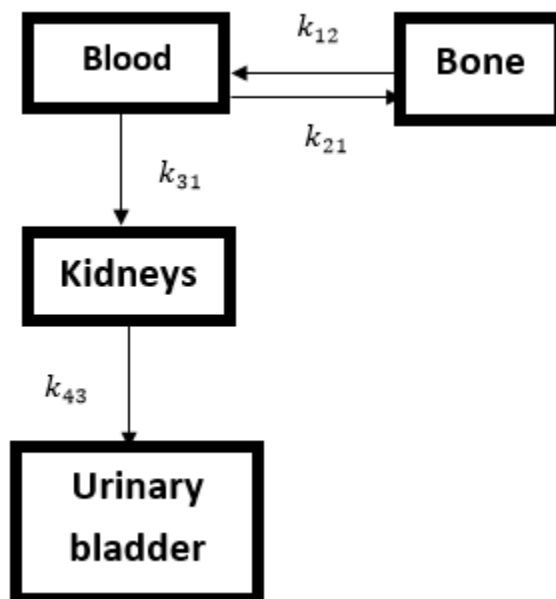 k₁₂
Blood
Bone
k₂₁
k₃₁
Kidneys
k₄₃
Urinary
bladder